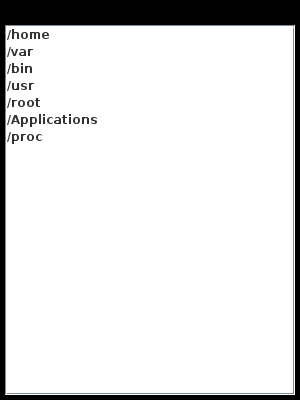 /home
/var
/bin
/usr
/root
/Applications
/proc